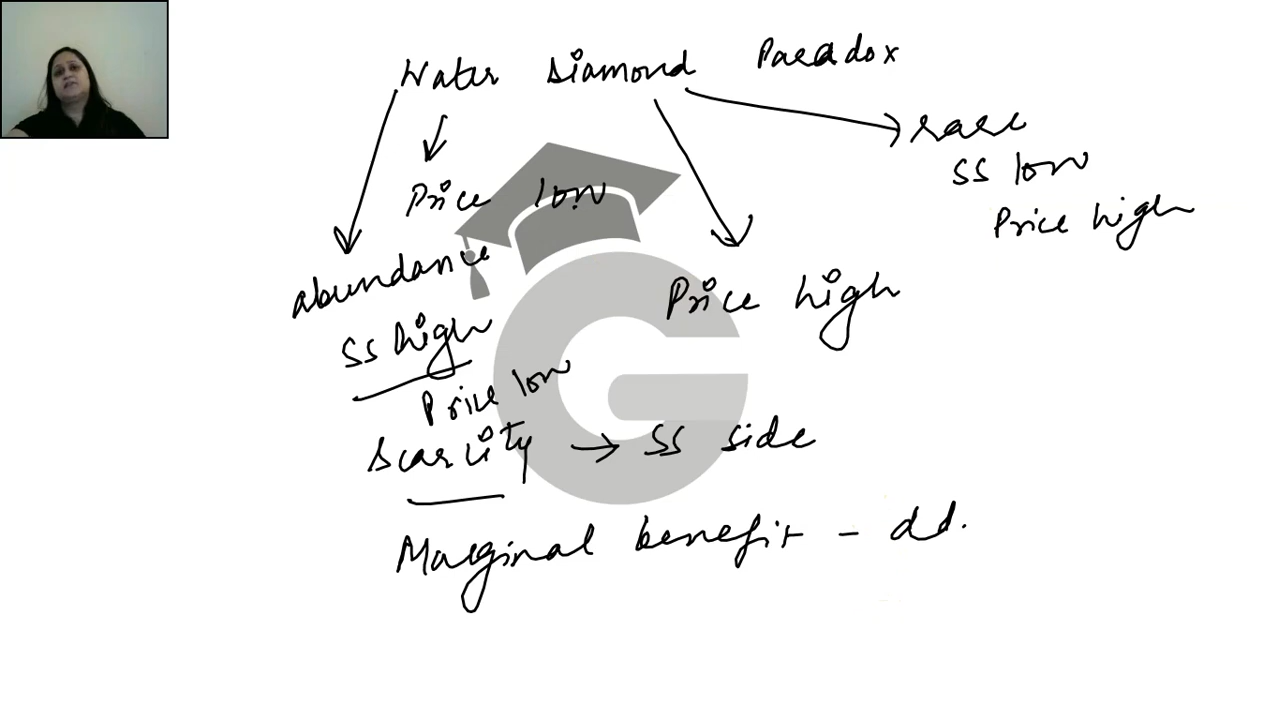 Water Diamond Paradox
rare
SS low
Price high
Price low
abundance
SS high
Price low
Price high
Scarcity → SS side
Marginal benefit - dd.